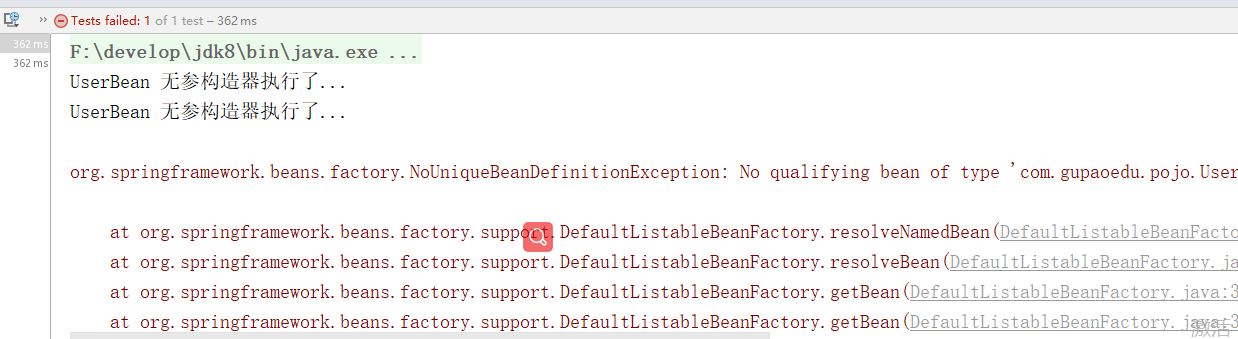 Tests failed: 1 of 1 test – 362 ms
362 ms
362 ms
F:\develop\jdk8\bin\java.exe ...
UserBean 无参构造器执行了...
UserBean 无参构造器执行了...
org.springframework.beans.factory.NoUniqueBeanDefinitionException: No qualifying bean of type 'com.gupaoedu.pojo.User
at org.springframework.beans.factory.support.DefaultListableBeanFactory.resolveNamedBean(DefaultListableBeanFacto
at org.springframework.beans.factory.support.DefaultListableBeanFactory.resolveBean(DefaultListableBeanFactory.ja
at org.springframework.beans.factory.support.DefaultListableBeanFactory.getBean(DefaultListableBeanFactory.java:3
at org.springframework.beans.factory.support.DefaultListableBeanFactory.getBean(DefaultListableBeanFactory.java:3
激活